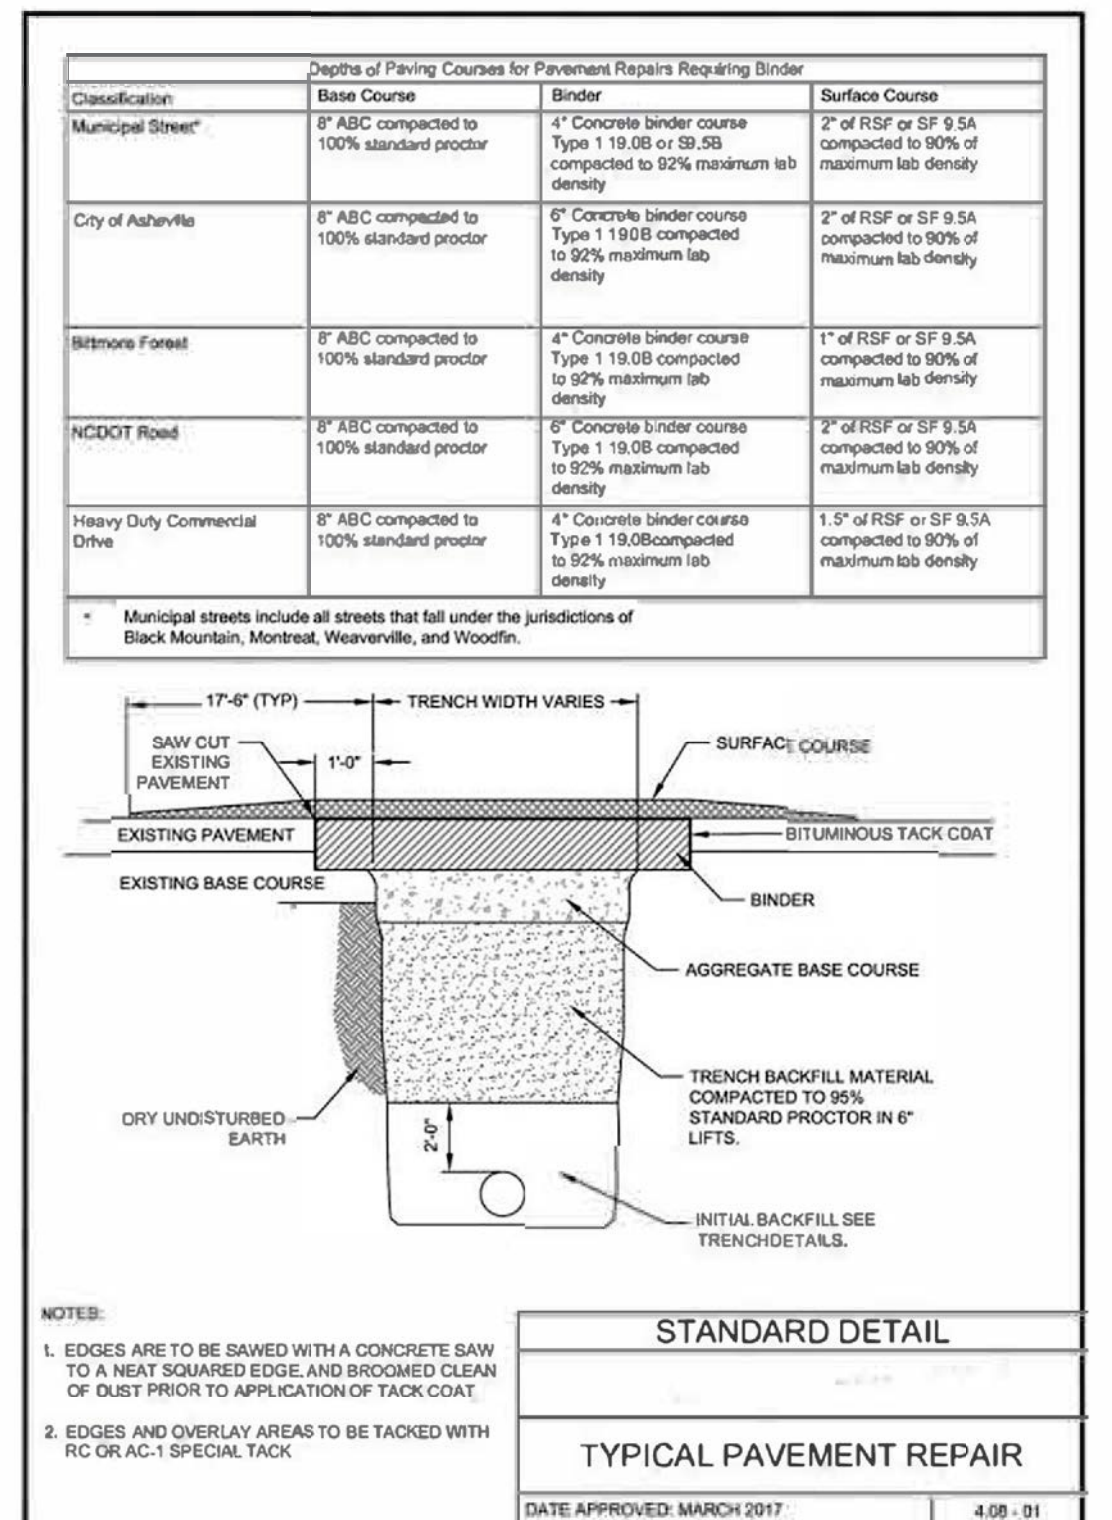 Depths of Paving Courses for Pavement Repairs Requiring Binder
Classification
Base Course
Binder
Surface Course
Municipal Street*
8" ABC compacted to
100% standard proctor
4" Concrete binder course
Type 1 19.0B or S9.5B
compacted to 92% maximum lab
density
2" of RSF or SF 9.5A
compacted to 90% of
maximum lab density
City of Asheville
8" ABC compacted to
100% standard proctor
6" Concrete binder course
Type 1 190B compacted
to 92% maximum lab
density
2" of RSF or SF 9.5A
compacted to 90% of
maximum lab density
Biltmore Forest
8" ABC compacted to
100% standard proctor
4" Concrete binder course
Type 1 19.0B compacted
to 92% maximum lab
density
1" of RSF or SF 9.5A
compacted to 90% of
maximum lab density
NCDOT Road
8" ABC compacted to
100% standard proctor
6" Concrete binder course
Type 1 19.0B compacted
to 92% maximum lab
density
2" of RSF or SF 9.5A
compacted to 90% of
maximum lab density
Heavy Duty Commercial
Drive
8" ABC compacted to
100% standard proctor
4" Concrete binder course
Type 1 19.0Bcompacted
to 92% maximum lab
density
1.5" of RSF or SF 9.5A
compacted to 90% of
maximum lab density
* Municipal streets include all streets that fall under the jurisdictions of
Black Mountain, Montreat, Weaverville, and Woodfin.
17'-6" (TYP)
TRENCH WIDTH VARIES
SAW CUT
EXISTING
PAVEMENT
1'-0"
SURFACE COURSE
EXISTING PAVEMENT
BITUMINOUS TACK COAT
EXISTING BASE COURSE
BINDER
AGGREGATE BASE COURSE
TRENCH BACKFILL MATERIAL
COMPACTED TO 95%
STANDARD PROCTOR IN 6"
LIFTS.
DRY UNDISTURBED
EARTH
2'-0"
INITIAL BACKFILL SEE
TRENCH DETAILS.
NOTES:
1. EDGES ARE TO BE SAWED WITH A CONCRETE SAW
TO A NEAT SQUARED EDGE, AND BROOMED CLEAN
OF DUST PRIOR TO APPLICATION OF TACK COAT
2. EDGES AND OVERLAY AREAS TO BE TACKED WITH
RC OR AC-1 SPECIAL TACK
STANDARD DETAIL
TYPICAL PAVEMENT REPAIR
DATE APPROVED: MARCH 2017
4.08 - 01